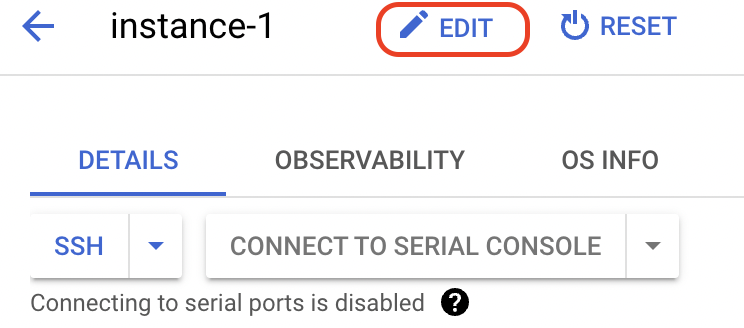 instance-1 EDIT RESET
DETAILS OBSERVABILITY OS INFO
SSH CONNECT TO SERIAL CONSOLE
Connecting to serial ports is disabled ?